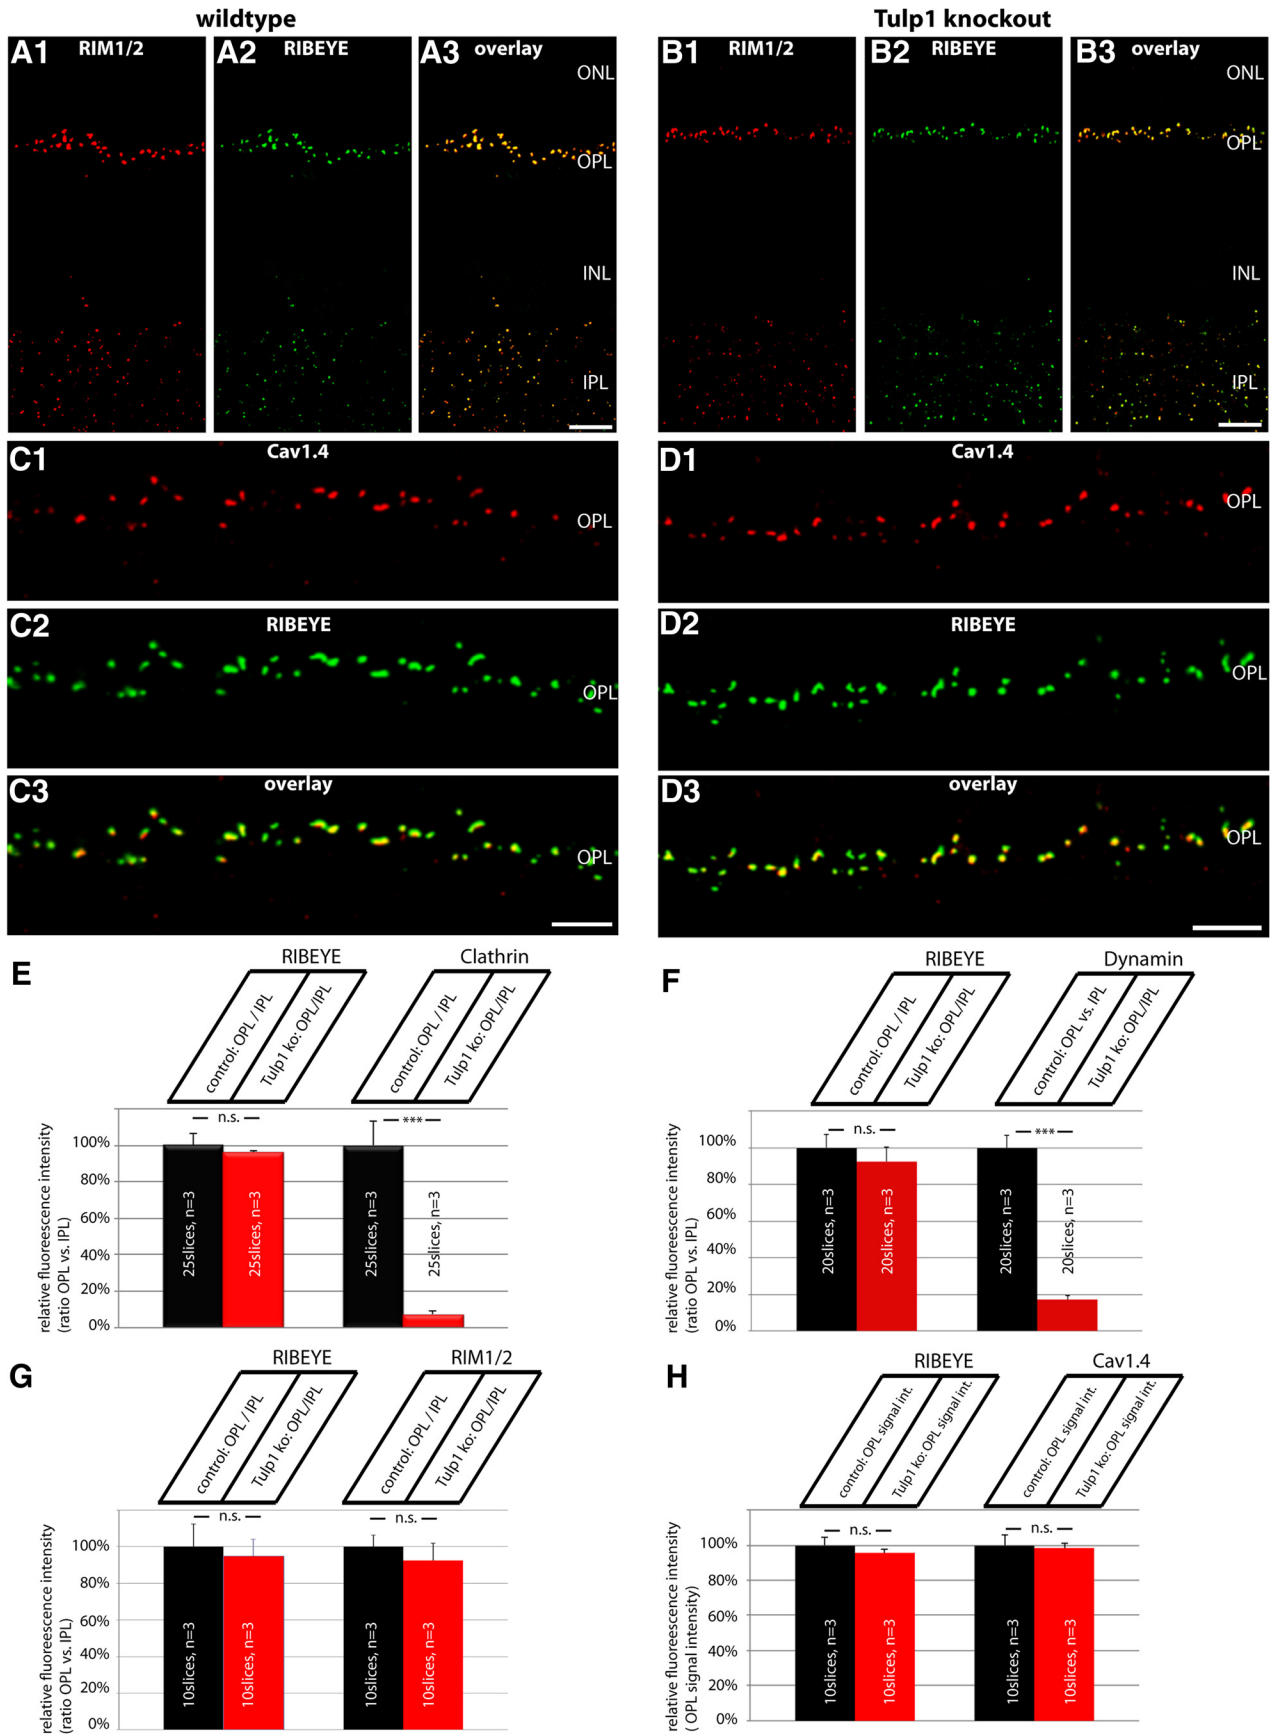 wildtype
Tulp1 knockout
A1 RIM1/2
A2 RIBEYE
A3 overlay
ONL
OPL
INL
IPL
B1 RIM1/2
B2 RIBEYE
B3 overlay
ONL
OPL
INL
IPL
C1 Cav1.4
OPL
D1 Cav1.4
OPL
C2 RIBEYE
OPL
D2 RIBEYE
OPL
C3 overlay
OPL
D3 overlay
OPL
E
RIBEYE
Clathrin
control: OPL / IPL
Tulp1 ko: OPL/IPL
control: OPL / IPL
Tulp1 ko: OPL/IPL
relative fluoreescence intensity
(ratio OPL vs. IPL)
100%
80%
60%
40%
20%
0%
n.s.
***
25slices, n=3
25slices, n=3
25slices, n=3
25slices, n=3
F
RIBEYE
Dynamin
control: OPL / IPL
Tulp1 ko: OPL/IPL
control: OPL vs. IPL
Tulp1 ko: OPL/IPL
relative fluoreescence intensity
(ratio OPL vs. IPL)
100%
80%
60%
40%
20%
0%
n.s.
***
20slices, n=3
20slices, n=3
20slices, n=3
20slices, n=3
G
RIBEYE
RIM1/2
control: OPL / IPL
Tulp1 ko: OPL/IPL
control: OPL / IPL
Tulp1 ko: OPL/IPL
relative fluoreescence intensity
(ratio OPL vs. IPL)
100%
80%
60%
40%
20%
0%
n.s.
n.s.
10slices, n=3
10slices, n=3
10slices, n=3
10slices, n=3
H
RIBEYE
Cav1.4
control: OPL signal int.
Tulp1 ko: OPL signal int.
control: OPL signal int.
Tulp1 ko: OPL signal int.
relative fluoreescence intensity
( OPL signal intensity)
100%
80%
60%
40%
20%
0%
n.s.
n.s.
10slices, n=3
10slices, n=3
10slices, n=3
10slices, n=3